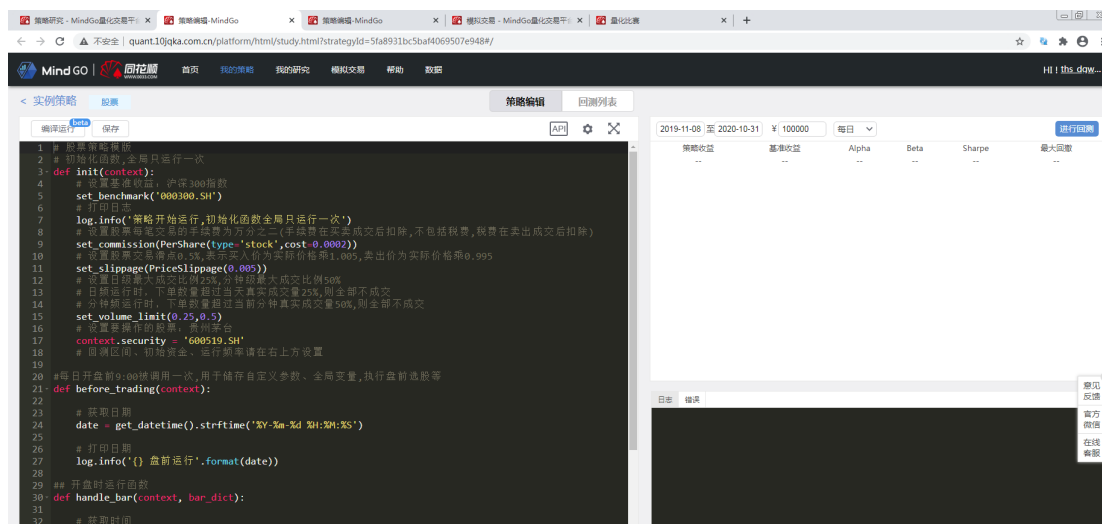 策略研究 - MindGo量化交易平台 × 策略编辑-MindGo × 策略编辑-MindGo × 模拟交易 - MindGo量化交易平台 × 量化比赛 × +
不安全 | quant.10jqka.com.cn/platform/html/study.html?strategyId=5fa8931bc5baf4069507e948#/
Mind GO | 同花顺 首页 我的策略 我的研究 模拟交易 帮助 数据 HI ! ths_dqw...
WWW.10JQKA.COM
< 实例策略 股票 策略编辑 回测列表
编译运行 beta 保存 API 2019-11-08 至 2020-10-31 ¥ 100000 每日 进行回测
策略收益 基准收益 Alpha Beta Sharpe 最大回撤
-- -- -- -- -- --
1 # 股票策略模版
2 # 初始化函数,全局只运行一次
3 def init(context):
4 # 设置基准收益：沪深300指数
5 set_benchmark('000300.SH')
6 # 打印日志
7 log.info('策略开始运行,初始化函数全局只运行一次')
8 # 设置股票每笔交易的手续费为万分之二(手续费在买卖成交后扣除,不包括税费,税费在卖出成交后扣除)
9 set_commission(PerShare(type='stock',cost=0.0002))
10 # 设置股票交易滑点0.5%,表示买入价为实际价格乘1.005,卖出价为实际价格乘0.995
11 set_slippage(PriceSlippage(0.005))
12 # 设置日级最大成交比例25%,分钟级最大成交比例50%
13 # 日频运行时，下单数量超过当天真实成交量25%,则全部不成交
14 # 分钟频运行时，下单数量超过当前分钟真实成交量50%,则全部不成交
15 set_volume_limit(0.25,0.5)
16 # 设置要操作的股票：贵州茅台
17 context.security = '600519.SH'
18 # 回测区间、初始资金、运行频率请在右上方设置
19
20 #每日开盘前9:00被调用一次,用于储存自定义参数、全局变量,执行盘前选股等
21 def before_trading(context):
22
23 # 获取日期
24 date = get_datetime().strftime('%Y-%m-%d %H:%M:%S')
25
26 # 打印日期
27 log.info('{} 盘前运行'.format(date))
28
29 ## 开盘时运行函数
30 def handle_bar(context, bar_dict):
31
32 # 获取时间
日志 错误
意见
反馈
官方
微信
在线
客服